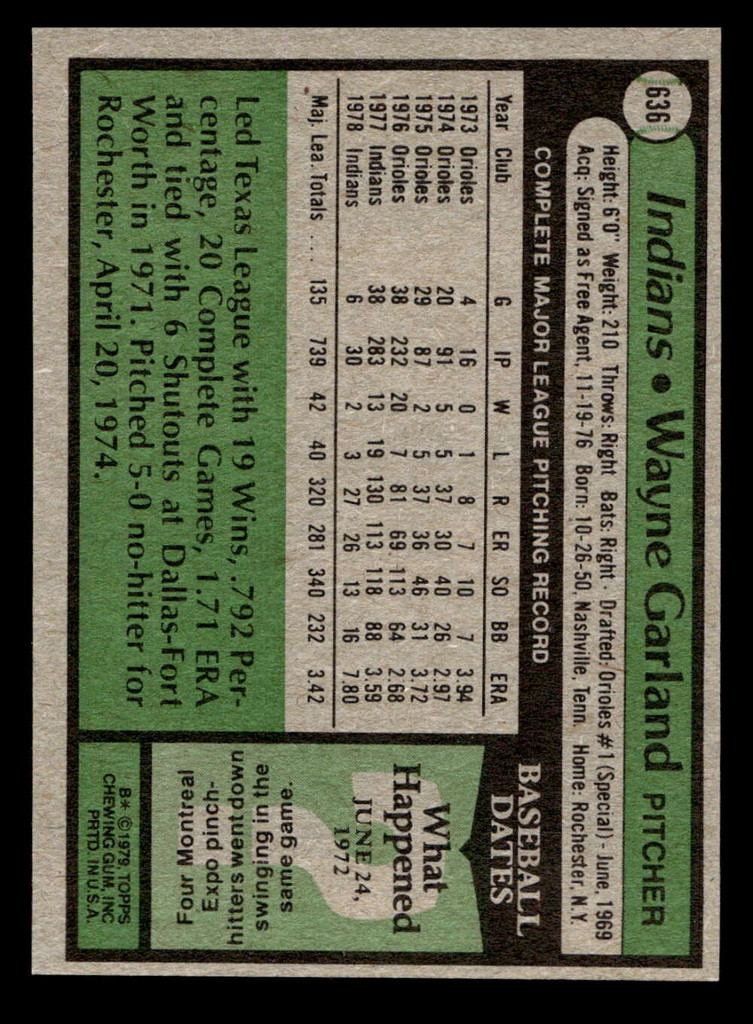 636
Indians • Wayne Garland PITCHER
Height: 6'0" Weight: 210 Throws: Right Bats: Right - Drafted: Orioles #1 (Special) - June, 1969
Acq: Signed as Free Agent, 11-19-76 Born: 10-26-50, Nashville, Tenn. Home: Rochester, N.Y.
COMPLETE MAJOR LEAGUE PITCHING RECORD
Year Club G IP W L R ER SO BB ERA
1973 Orioles 4 16 0 1 8 7 10 7 3.94
1974 Orioles 20 91 5 5 37 30 40 26 2.97
1975 Orioles 29 87 2 5 37 36 46 31 3.72
1976 Orioles 38 232 20 7 81 69 113 64 2.68
1977 Indians 38 283 13 19 130 113 118 88 3.59
1978 Indians 6 30 2 3 27 26 13 16 7.80
Maj. Lea. Totals . . . 135 739 42 40 320 281 340 232 3.42
Led Texas League with 19 Wins, .792 Per-
centage, 20 Complete Games, 1.71 ERA
and tied with 6 Shutouts at Dallas-Fort
Worth in 1971. Pitched 5-0 no-hitter for
Rochester, April 20, 1974.
BASEBALL
DATES
What
Happened
JUNE 24,
1972
Four Montreal
Expo pinch-
hitters went down
swinging in the
same game.
B* ©1979, TOPPS
CHEWING GUM, INC
PRTD. IN U.S.A.